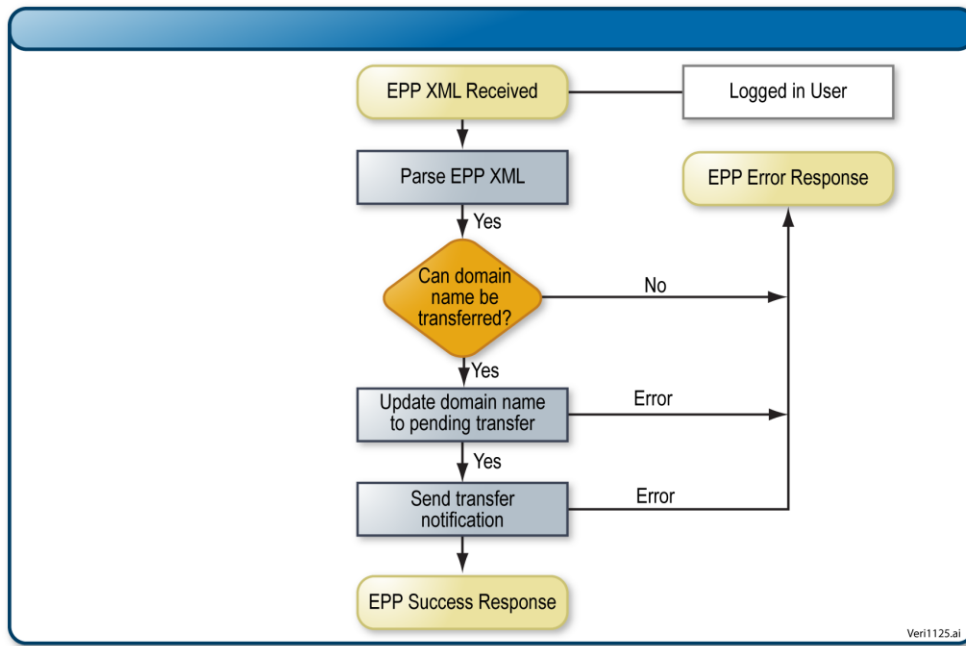 EPP XML Received
Logged in User
Parse EPP XML
EPP Error Response
Yes
Can domain
name be
transferred?
No
Yes
Update domain name
to pending transfer
Error
Yes
Send transfer
notification
Error
EPP Success Response
Veri1125.ai